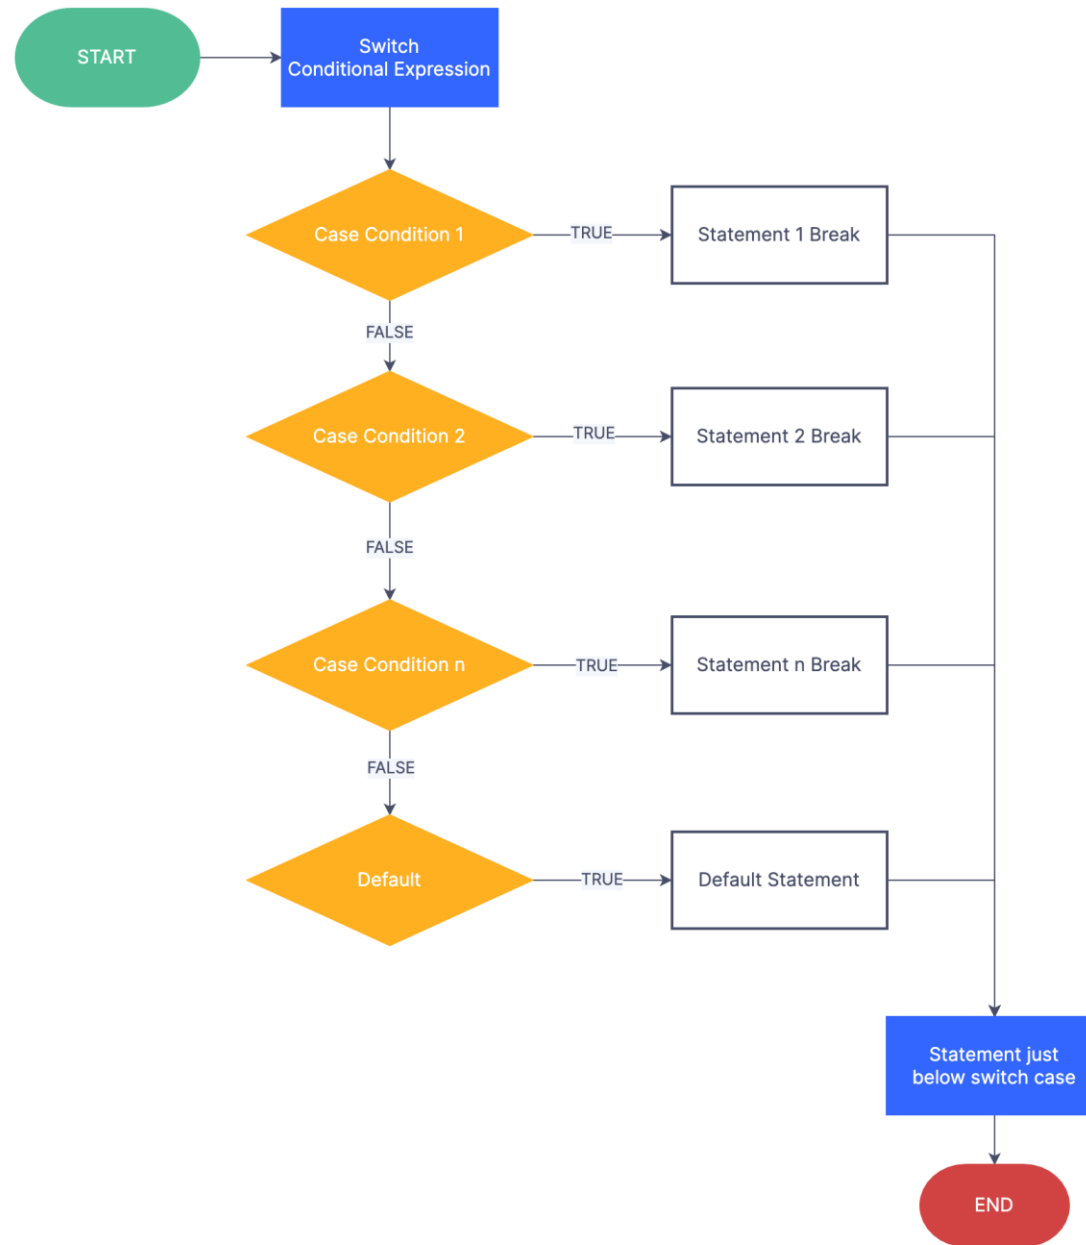 START
Switch
Conditional Expression
Case Condition 1
TRUE
Statement 1 Break
FALSE
Case Condition 2
TRUE
Statement 2 Break
FALSE
Case Condition n
TRUE
Statement n Break
FALSE
Default
TRUE
Default Statement
Statement just
below switch case
END